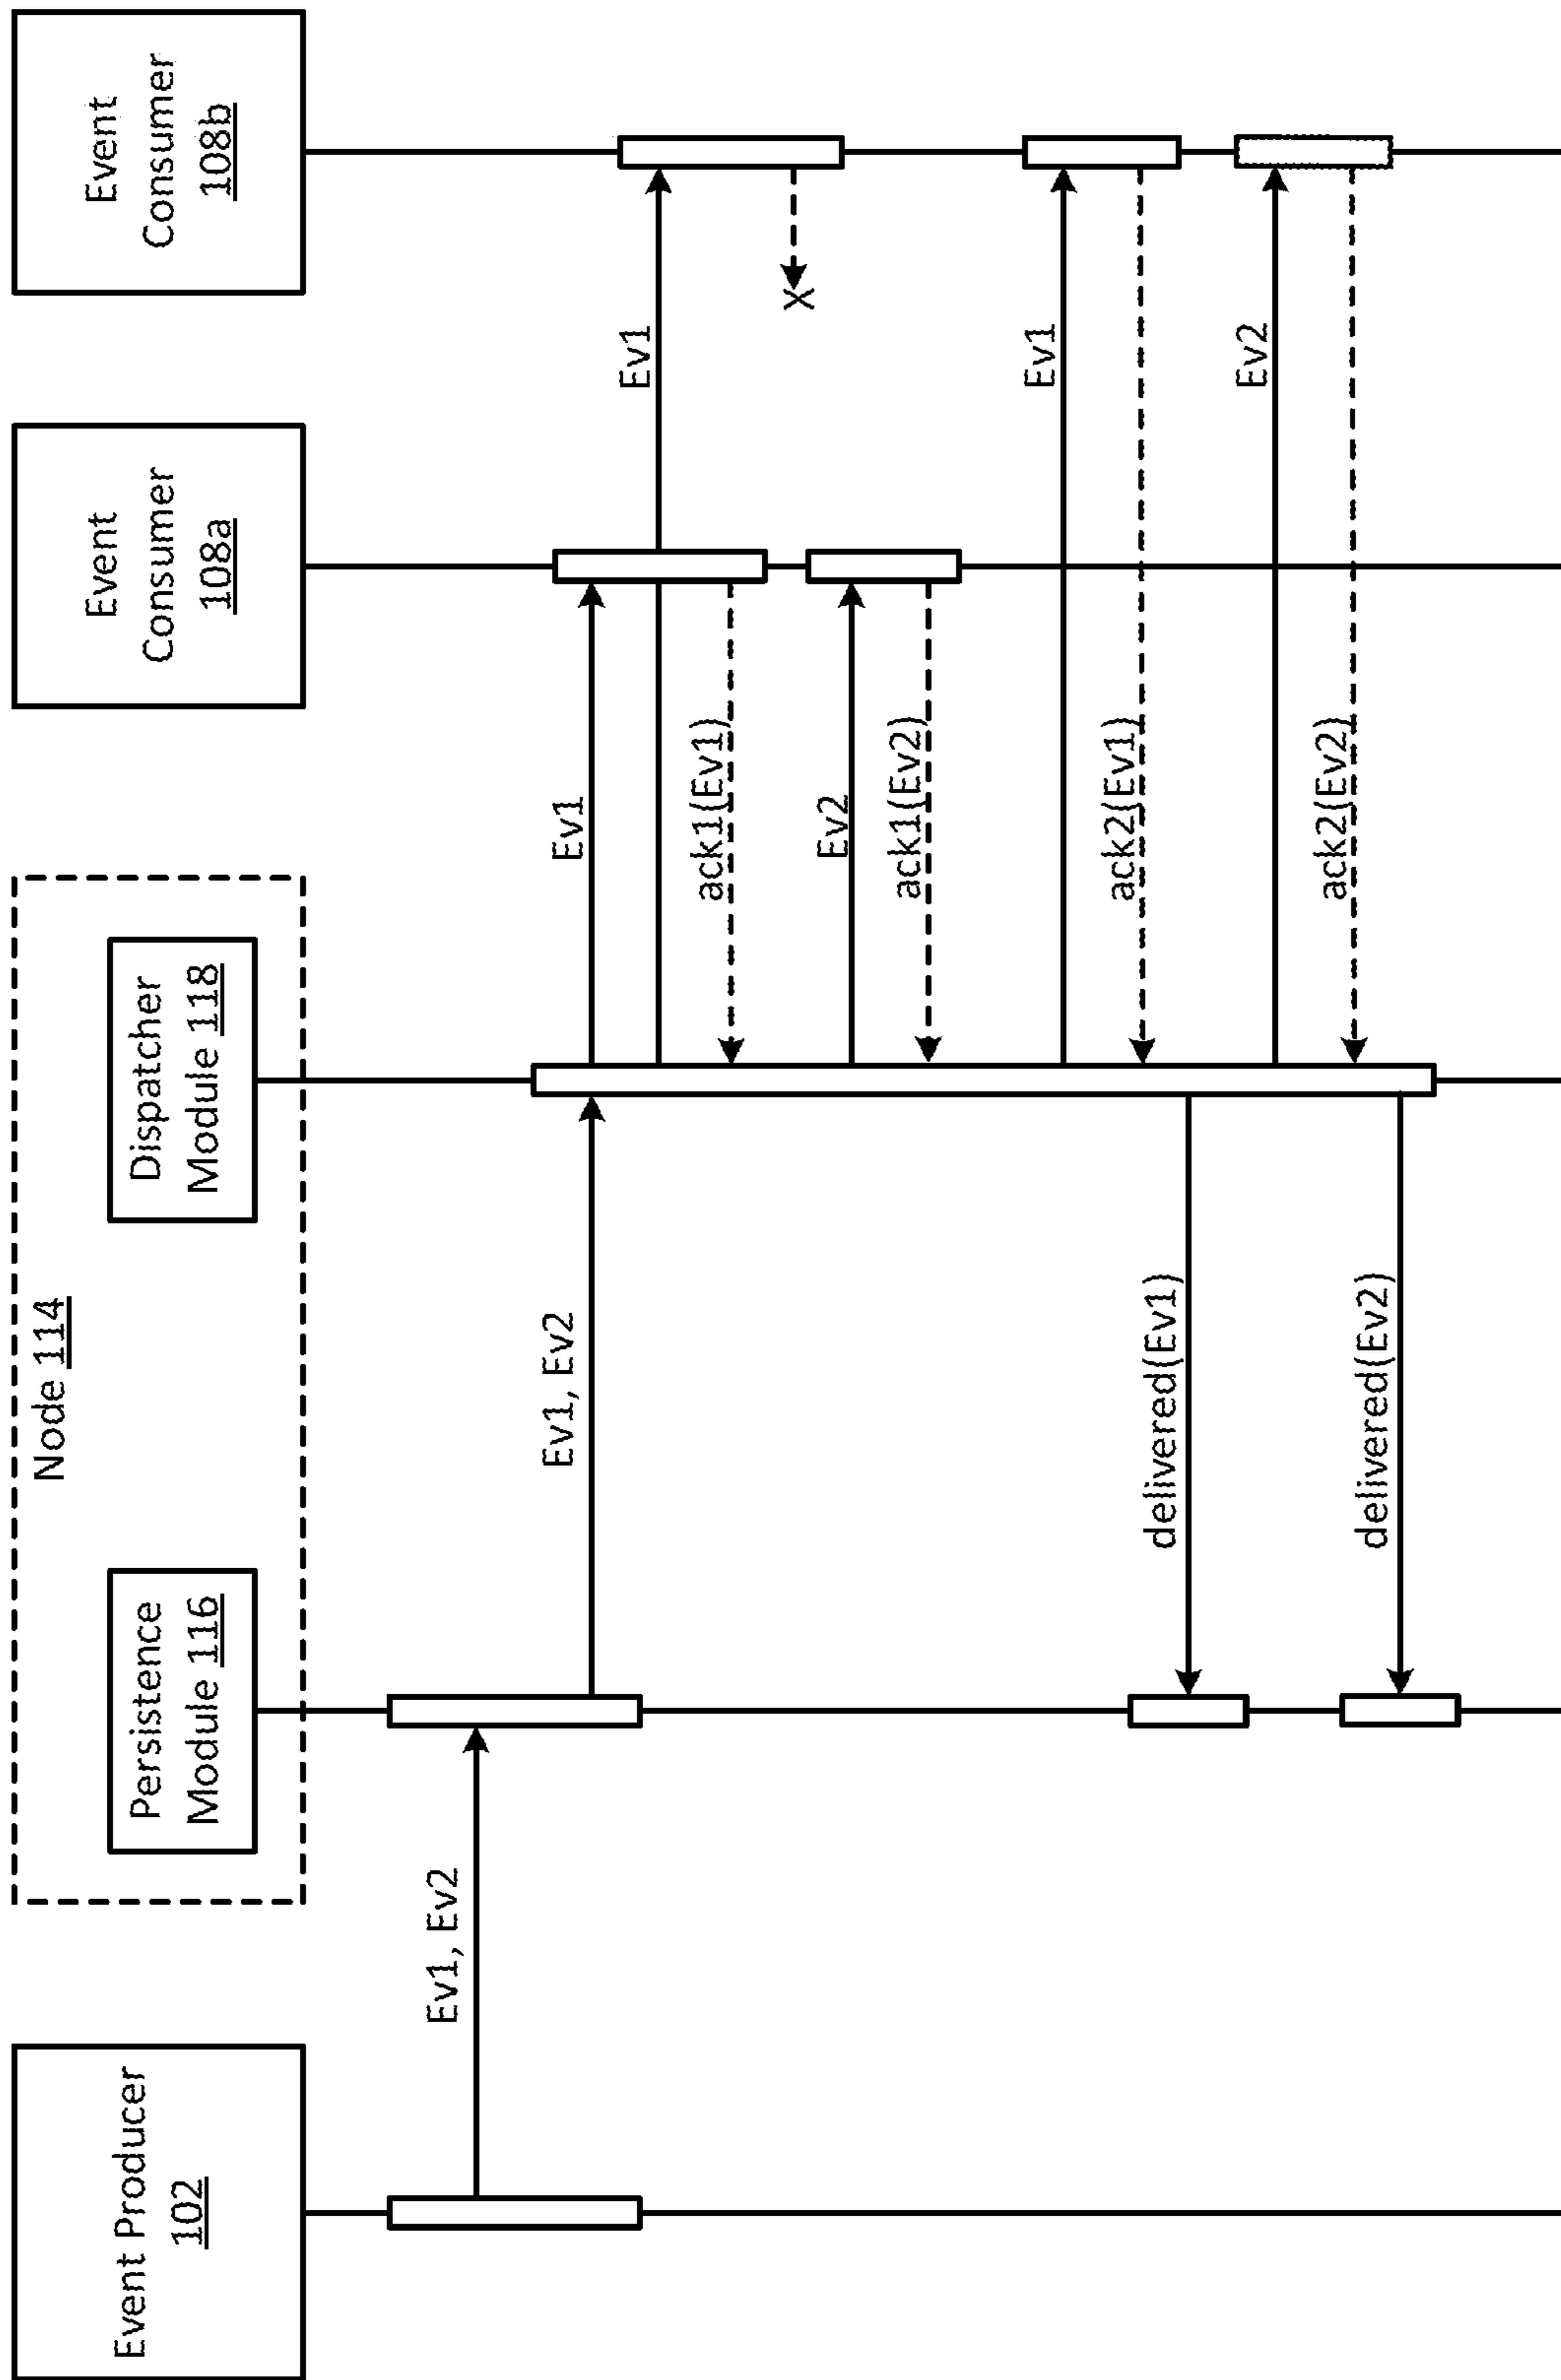 Event Producer
102
Node 114
Persistence
Module 116
Dispatcher
Module 118
Event
Consumer
108a
Event
Consumer
108b
Ev1, Ev2
Ev1, Ev2
Ev1
Ev1
ack1(Ev1)
X
Ev2
ack1(Ev2)
Ev1
ack2(Ev1)
delivered(Ev1)
Ev2
ack2(Ev2)
delivered(Ev2)